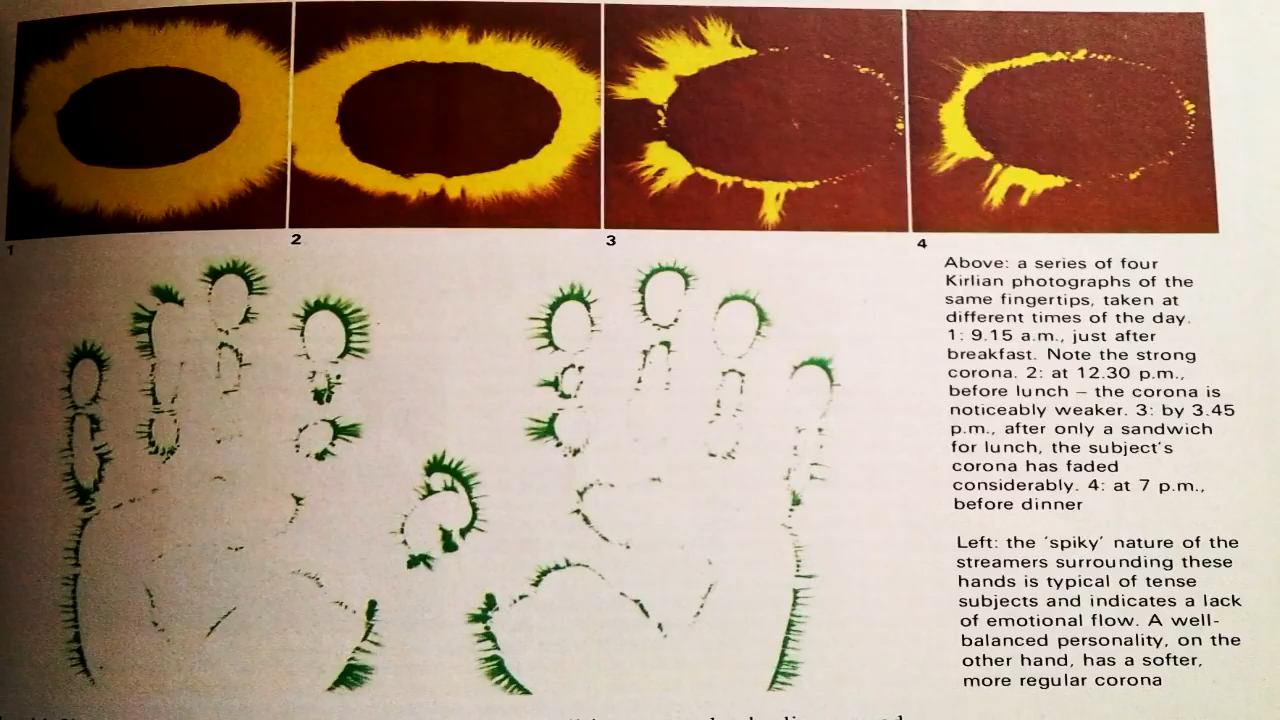 1
2
3
4
Above: a series of four
Kirlian photographs of the
same fingertips, taken at
different times of the day.
1: 9.15 a.m., just after
breakfast. Note the strong
corona. 2: at 12.30 p.m.,
before lunch – the corona is
noticeably weaker. 3: by 3.45
p.m., after only a sandwich
for lunch, the subject's
corona has faded
considerably. 4: at 7 p.m.,
before dinner
Left: the 'spiky' nature of the
streamers surrounding these
hands is typical of tense
subjects and indicates a lack
of emotional flow. A well-
balanced personality, on the
other hand, has a softer,
more regular corona